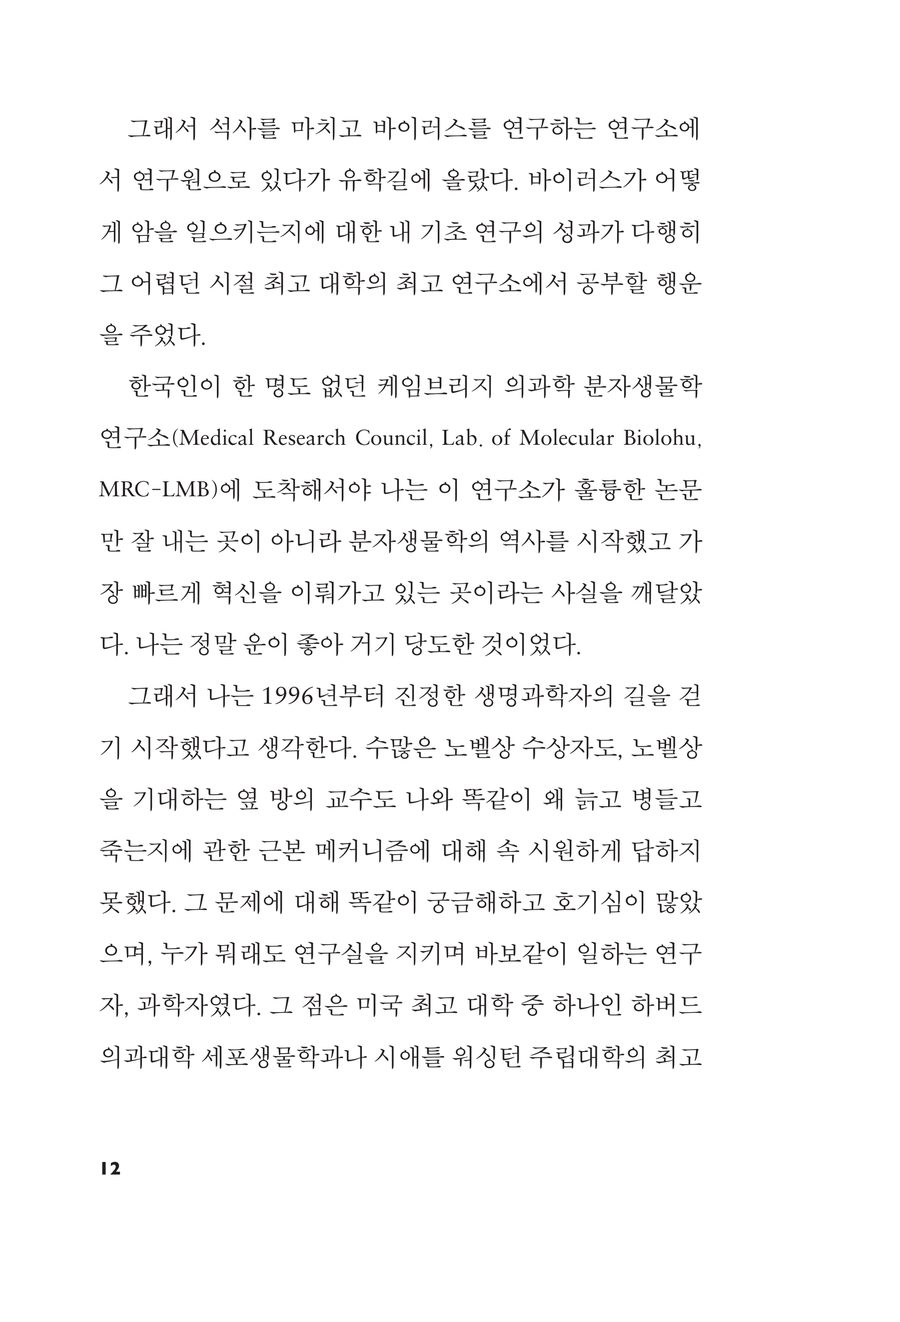 그래서 석사를 마치고 바이러스를 연구하는 연구소에
서 연구원으로 있다가 유학길에 올랐다. 바이러스가 어떻
게 암을 일으키는지에 대한 내 기초 연구의 성과가 다행히
그 어렵던 시절 최고 대학의 최고 연구소에서 공부할 행운
을 주었다.
한국인이 한 명도 없던 케임브리지 의과학 분자생물학
연구소(Medical Research Council, Lab. of Molecular Biolohu,
MRC-LMB)에 도착해서야 나는 이 연구소가 훌륭한 논문
만 잘 내는 곳이 아니라 분자생물학의 역사를 시작했고 가
장 빠르게 혁신을 이뤄가고 있는 곳이라는 사실을 깨달았
다. 나는 정말 운이 좋아 거기 당도한 것이었다.
그래서 나는 1996년부터 진정한 생명과학자의 길을 걷
기 시작했다고 생각한다. 수많은 노벨상 수상자도, 노벨상
을 기대하는 옆 방의 교수도 나와 똑같이 왜 늙고 병들고
죽는지에 관한 근본 메커니즘에 대해 속 시원하게 답하지
못했다. 그 문제에 대해 똑같이 궁금해하고 호기심이 많았
으며, 누가 뭐래도 연구실을 지키며 바보같이 일하는 연구
자, 과학자였다. 그 점은 미국 최고 대학 중 하나인 하버드
의과대학 세포생물학과나 시애틀 워싱턴 주립대학의 최고
12